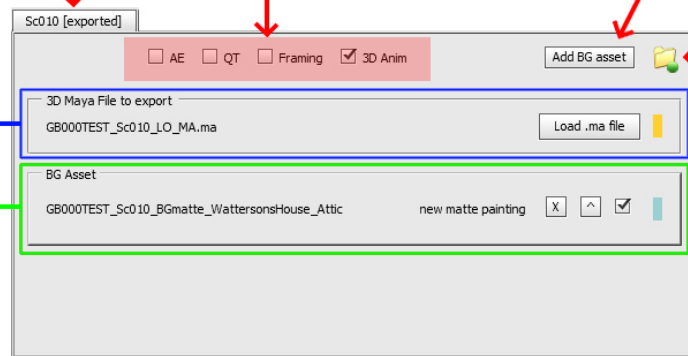 Sc010 [exported]
AE QT Framing 3D Anim Add BG asset
3D Maya File to export
GB000TEST_Sc010_LO_MA.ma Load .ma file
BG Asset
GB000TEST_Sc010_BGmatte_WattersonsHouse_Attic new matte painting X ^